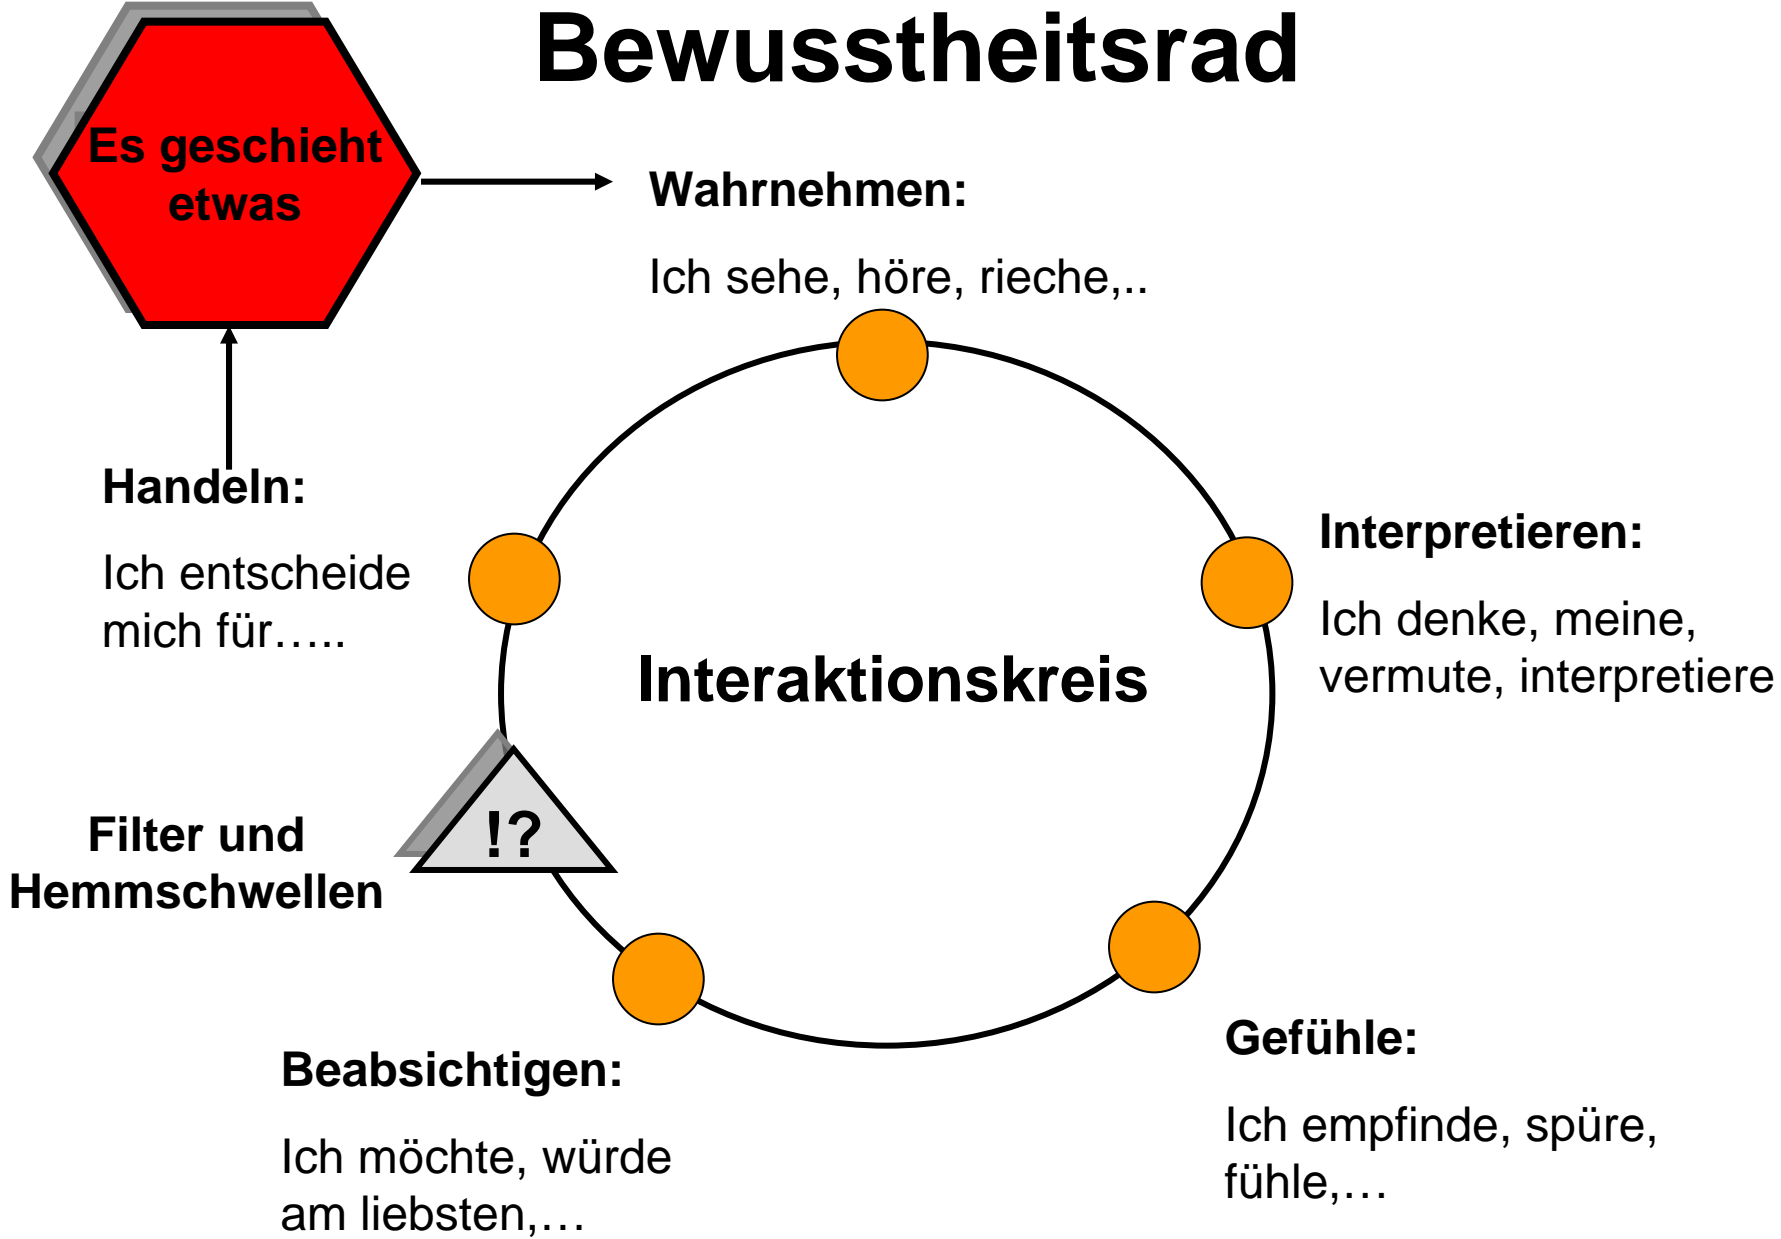 Bewusstheitsrad
Es geschieht
etwas
Wahrnehmen:
Ich sehe, höre, rieche,..
Handeln:
Ich entscheide
mich für…..
Interpretieren:
Ich denke, meine,
vermute, interpretiere
Interaktionskreis
!?
Filter und
Hemmschwellen
Gefühle:
Ich empfinde, spüre,
fühle,…
Beabsichtigen:
Ich möchte, würde
am liebsten,…